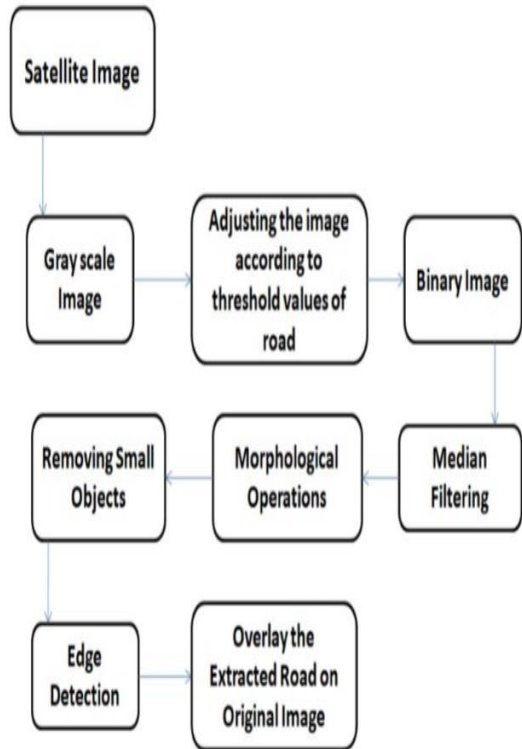 Satellite Image
Gray scale
Image
Adjusting the image
according to
threshold values of
road
Binary Image
Median
Filtering
Morphological
Operations
Removing Small
Objects
Edge
Detection
Overlay the
Extracted Road on
Original Image